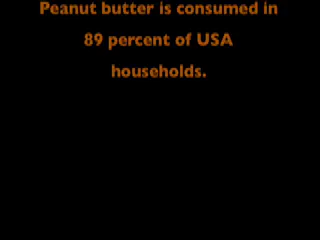 Peanut butter is consumed in
89 percent of USA
households.